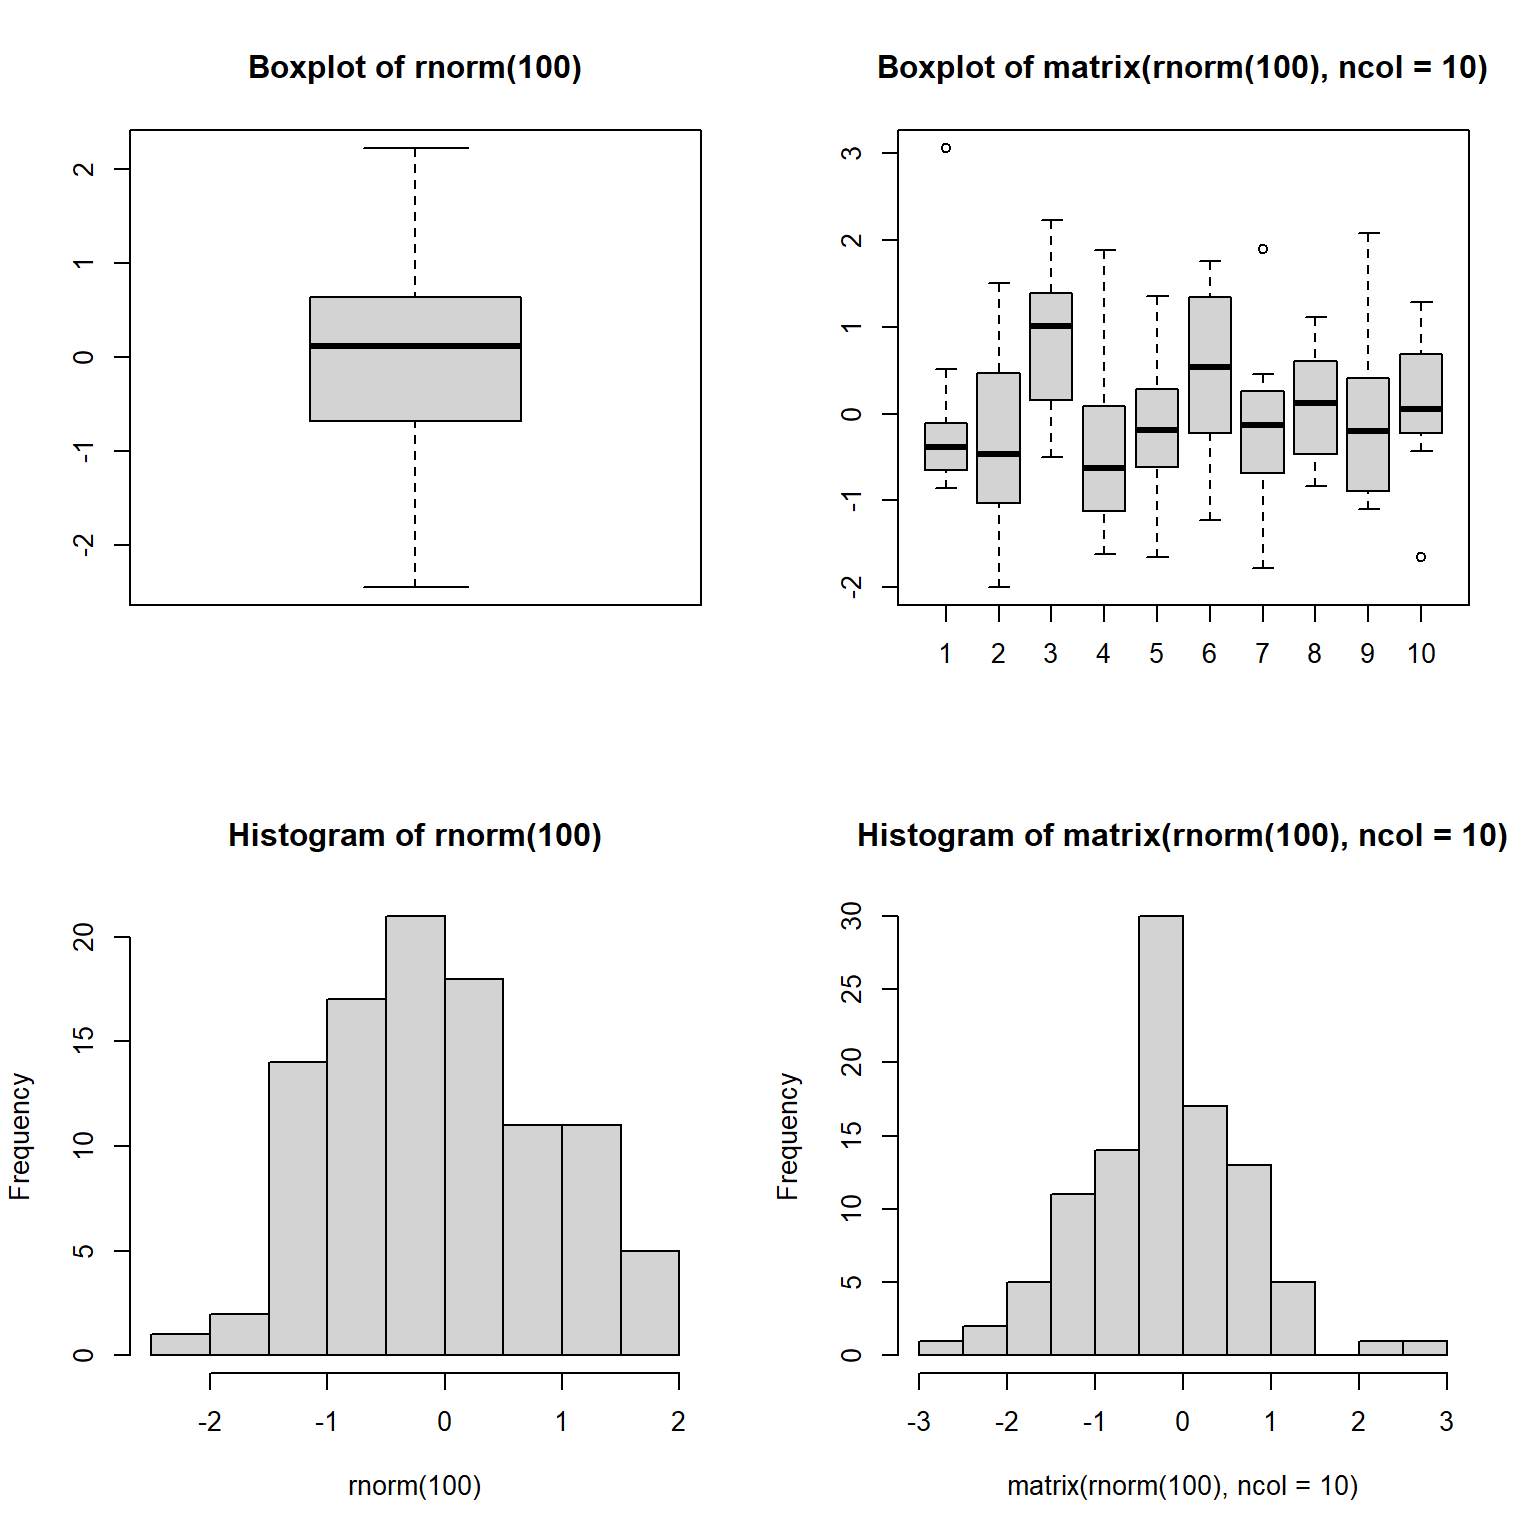 Boxplot of rnorm(100)
2
1
0
-1
-2
Boxplot of matrix(rnorm(100), ncol = 10)
3
2
1
0
-1
-2
1 2 3 4 5 6 7 8 9 10
Histogram of rnorm(100)
Frequency
20
15
10
5
0
-2 -1 0 1 2
rnorm(100)
Histogram of matrix(rnorm(100), ncol = 10)
Frequency
30
25
20
15
10
5
0
-3 -2 -1 0 1 2 3
matrix(rnorm(100), ncol = 10)